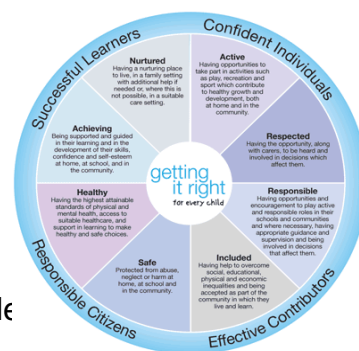 Successful Learners
Confident Individuals
Nurtured
Having a nurturing place
to live, in a family setting
with additional help if
needed or, where this is
not possible, in a suitable
care setting.
Active
Having opportunities to
take part in activities such
as play, recreation and
sport which contribute
to healthy growth and
development, both
at home and in the
community.
Achieving
Being supported and guided
in their learning and in the
development of their skills,
confidence and self-esteem
at home, at school, and in
the community.
Respected
Having the opportunity, along
with carers, to be heard and
involved in decisions which
affect them.
getting
it right
for every child
Healthy
Having the highest attainable
standards of physical and
mental health, access to
suitable healthcare, and
support in learning to make
healthy and safe choices.
Responsible
Having opportunities and
encouragement to play active
and responsible roles in their
schools and communities
and where necessary, having
appropriate guidance and
supervision and being
involved in decisions
that affect them.
Safe
Protected from abuse,
neglect or harm at
home, at school and
in the community.
Included
Having help to overcome
social, educational,
physical and economic
inequalities and being
accepted as part of the
community in which they
live and learn.
Responsible Citizens
Effective Contributors